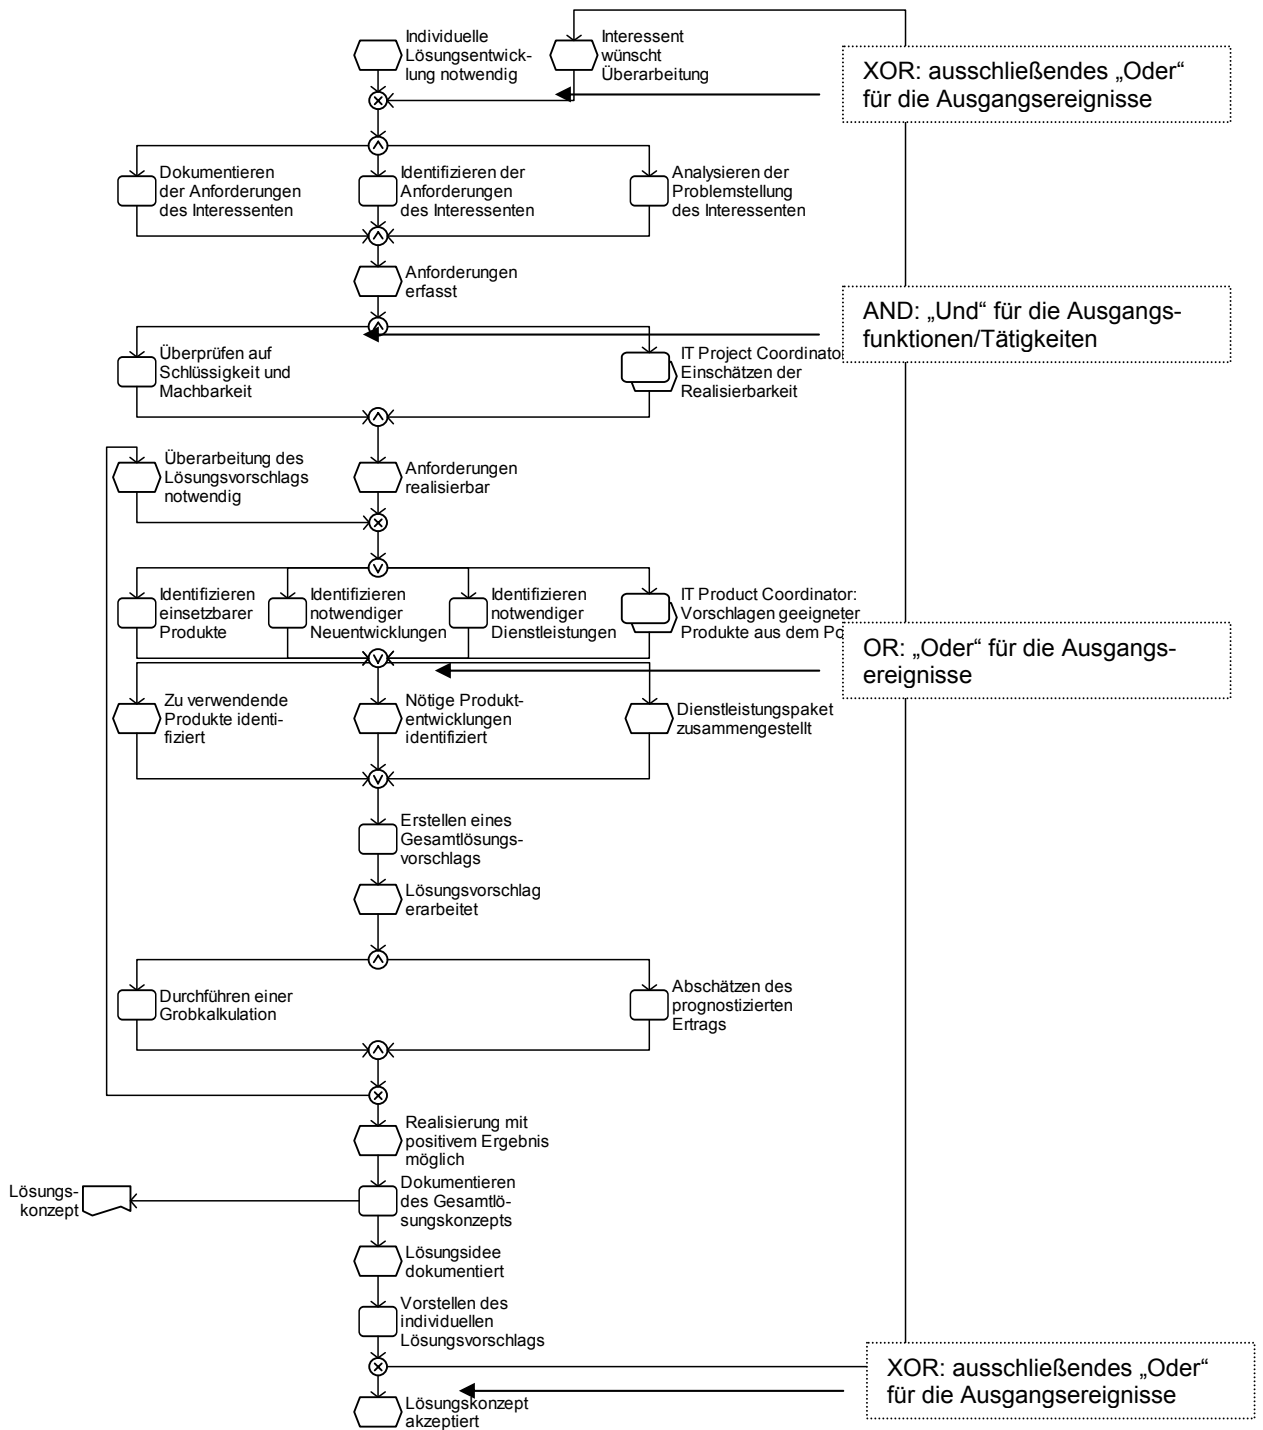 Individuelle
Lösungsentwick-
lung notwendig
Interessent
wünscht
Überarbeitung
XOR: ausschließendes „Oder“
für die Ausgangsereignisse
Dokumentieren
der Anforderungen
des Interessenten
Identifizieren der
Anforderungen
des Interessenten
Analysieren der
Problemstellung
des Interessenten
Anforderungen
erfasst
AND: „Und“ für die Ausgangs-
funktionen/Tätigkeiten
Überprüfen auf
Schlüssigkeit und
Machbarkeit
IT Project Coordinator
Einschätzen der
Realisierbarkeit
Überarbeitung des
Lösungsvorschlags
notwendig
Anforderungen
realisierbar
Identifizieren
einsetzbarer
Produkte
Identifizieren
notwendiger
Neuentwicklungen
Identifizieren
notwendiger
Dienstleistungen
IT Product Coordinator:
Vorschlagen geeigneter
Produkte aus dem Po
OR: „Oder“ für die Ausgangs-
ereignisse
Zu verwendende
Produkte identi-
fiziert
Nötige Produkt-
entwicklungen
identifiziert
Dienstleistungspaket
zusammengestellt
Erstellen eines
Gesamtlösungs-
vorschlags
Lösungsvorschlag
erarbeitet
Durchführen einer
Grobkalkulation
Abschätzen des
prognostizierten
Ertrags
Realisierung mit
positivem Ergebnis
möglich
Lösungs-
konzept
Dokumentieren
des Gesamtlö-
sungskonzepts
Lösungsidee
dokumentiert
Vorstellen des
individuellen
Lösungsvorschlags
XOR: ausschließendes „Oder“
für die Ausgangsereignisse
Lösungskonzept
akzeptiert